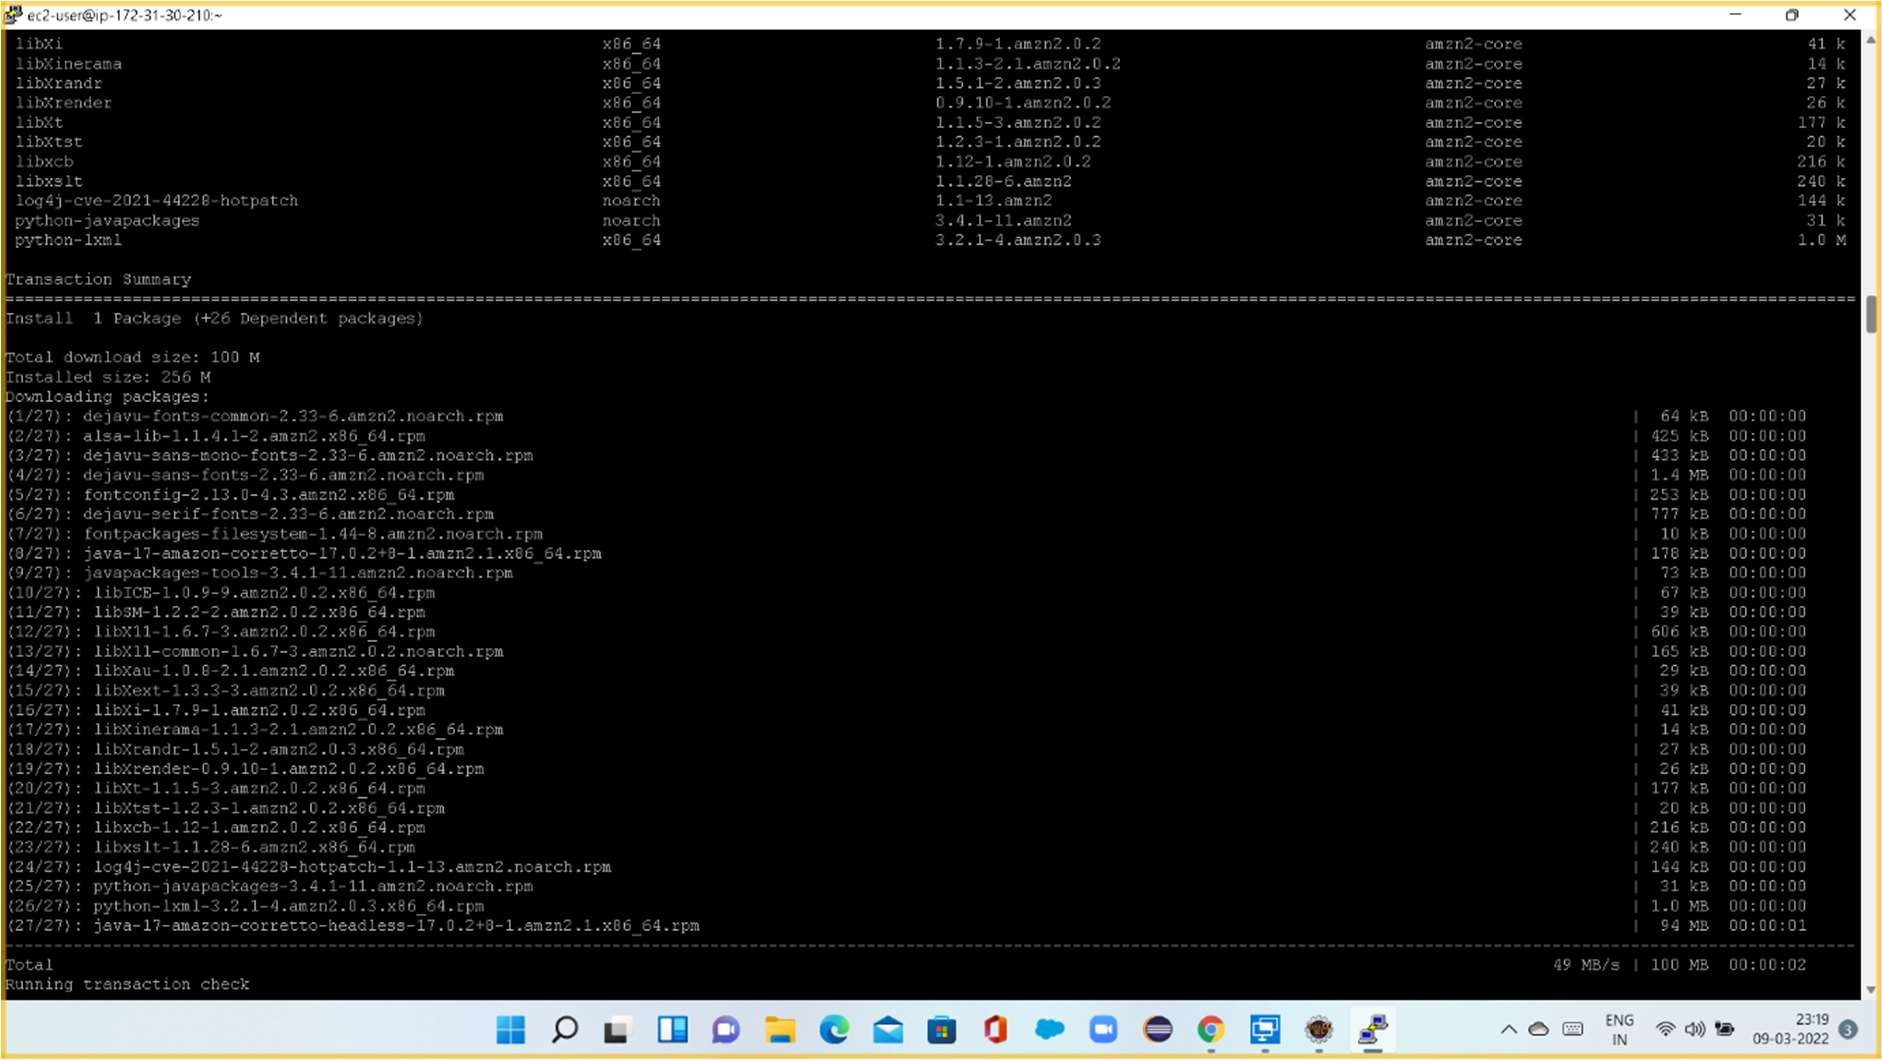 ec2-user@ip-172-31-30-210:~
libXi x86_64 1.7.9-1.amzn2.0.2 amzn2-core 41 k
libXinerama x86_64 1.1.3-2.1.amzn2.0.2 amzn2-core 14 k
libXrandr x86_64 1.5.1-2.amzn2.0.3 amzn2-core 27 k
libXrender x86_64 0.9.10-1.amzn2.0.2 amzn2-core 26 k
libXt x86_64 1.1.5-3.amzn2.0.2 amzn2-core 177 k
libXtst x86_64 1.2.3-1.amzn2.0.2 amzn2-core 20 k
libxcb x86_64 1.12-1.amzn2.0.2 amzn2-core 216 k
libxslt x86_64 1.1.28-6.amzn2 amzn2-core 240 k
log4j-cve-2021-44228-hotpatch noarch 1.1-13.amzn2 amzn2-core 144 k
python-javapackages noarch 3.4.1-11.amzn2 amzn2-core 31 k
python-lxml x86_64 3.2.1-4.amzn2.0.3 amzn2-core 1.0 M
Transaction Summary
Install 1 Package (+26 Dependent packages)
Total download size: 100 M
Installed size: 256 M
Downloading packages:
(1/27): dejavu-fonts-common-2.33-6.amzn2.noarch.rpm | 64 kB 00:00:00
(2/27): alsa-lib-1.1.4.1-2.amzn2.x86_64.rpm | 425 kB 00:00:00
(3/27): dejavu-sans-mono-fonts-2.33-6.amzn2.noarch.rpm | 433 kB 00:00:00
(4/27): dejavu-sans-fonts-2.33-6.amzn2.noarch.rpm | 1.4 MB 00:00:00
(5/27): fontconfig-2.13.0-4.3.amzn2.x86_64.rpm | 253 kB 00:00:00
(6/27): dejavu-serif-fonts-2.33-6.amzn2.noarch.rpm | 777 kB 00:00:00
(7/27): fontpackages-filesystem-1.44-8.amzn2.noarch.rpm | 10 kB 00:00:00
(8/27): java-17-amazon-corretto-17.0.2+8-1.amzn2.1.x86_64.rpm | 178 kB 00:00:00
(9/27): javapackages-tools-3.4.1-11.amzn2.noarch.rpm | 73 kB 00:00:00
(10/27): libICE-1.0.9-9.amzn2.0.2.x86_64.rpm | 67 kB 00:00:00
(11/27): libSM-1.2.2-2.amzn2.0.2.x86_64.rpm | 39 kB 00:00:00
(12/27): libX11-1.6.7-3.amzn2.0.2.x86_64.rpm | 606 kB 00:00:00
(13/27): libX11-common-1.6.7-3.amzn2.0.2.noarch.rpm | 165 kB 00:00:00
(14/27): libXau-1.0.8-2.1.amzn2.0.2.x86_64.rpm | 29 kB 00:00:00
(15/27): libXext-1.3.3-3.amzn2.0.2.x86_64.rpm | 39 kB 00:00:00
(16/27): libXi-1.7.9-1.amzn2.0.2.x86_64.rpm | 41 kB 00:00:00
(17/27): libXinerama-1.1.3-2.1.amzn2.0.2.x86_64.rpm | 14 kB 00:00:00
(18/27): libXrandr-1.5.1-2.amzn2.0.3.x86_64.rpm | 27 kB 00:00:00
(19/27): libXrender-0.9.10-1.amzn2.0.2.x86_64.rpm | 26 kB 00:00:00
(20/27): libXt-1.1.5-3.amzn2.0.2.x86_64.rpm | 177 kB 00:00:00
(21/27): libXtst-1.2.3-1.amzn2.0.2.x86_64.rpm | 20 kB 00:00:00
(22/27): libxcb-1.12-1.amzn2.0.2.x86_64.rpm | 216 kB 00:00:00
(23/27): libxslt-1.1.28-6.amzn2.x86_64.rpm | 240 kB 00:00:00
(24/27): log4j-cve-2021-44228-hotpatch-1.1-13.amzn2.noarch.rpm | 144 kB 00:00:00
(25/27): python-javapackages-3.4.1-11.amzn2.noarch.rpm | 31 kB 00:00:00
(26/27): python-lxml-3.2.1-4.amzn2.0.3.x86_64.rpm | 1.0 MB 00:00:00
(27/27): java-17-amazon-corretto-headless-17.0.2+8-1.amzn2.1.x86_64.rpm | 94 MB 00:00:01
Total 49 MB/s | 100 MB 00:00:02
Running transaction check
ENG
IN
23:19
09-03-2022
3